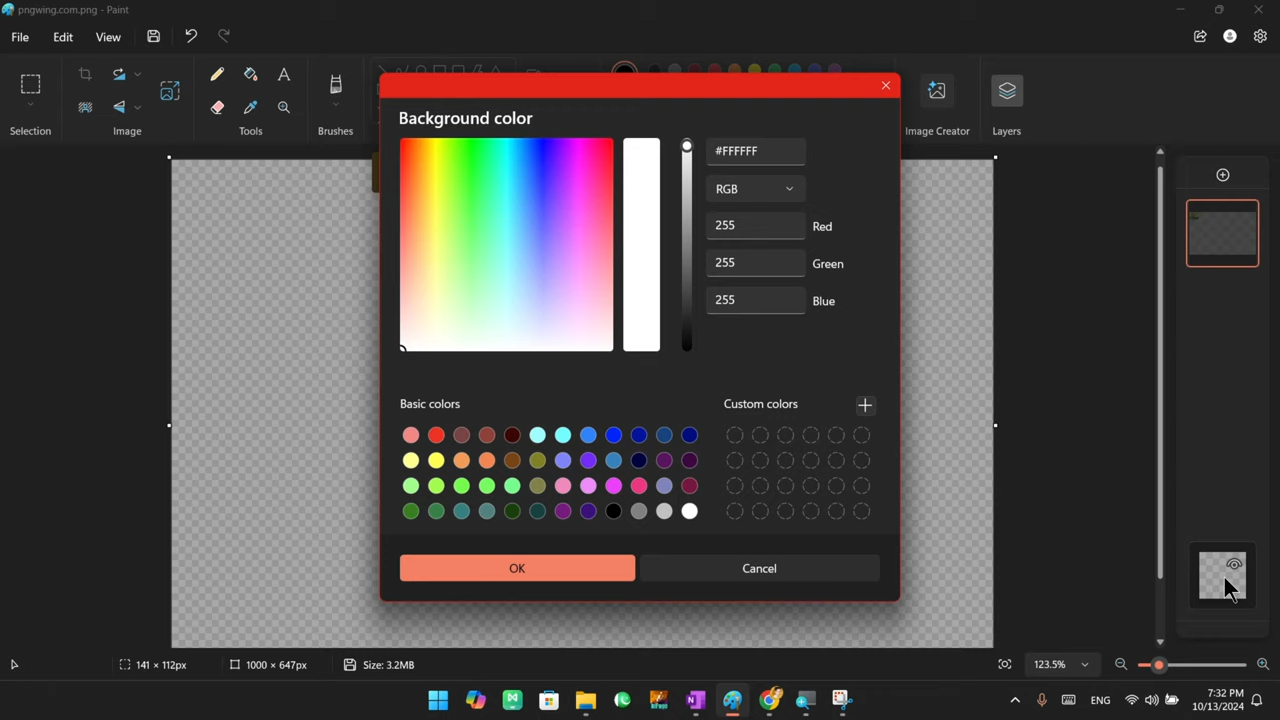 pngwing.com.png - Paint
File Edit View
Selection Image Tools Brushes Image Creator Layers
Background color
#FFFFFF
RGB
255 Red
255 Green
255 Blue
Basic colors Custom colors
OK Cancel
141 × 112px 1000 × 647px Size: 3.2MB 123.5%
ENG 7:32 PM
10/13/2024